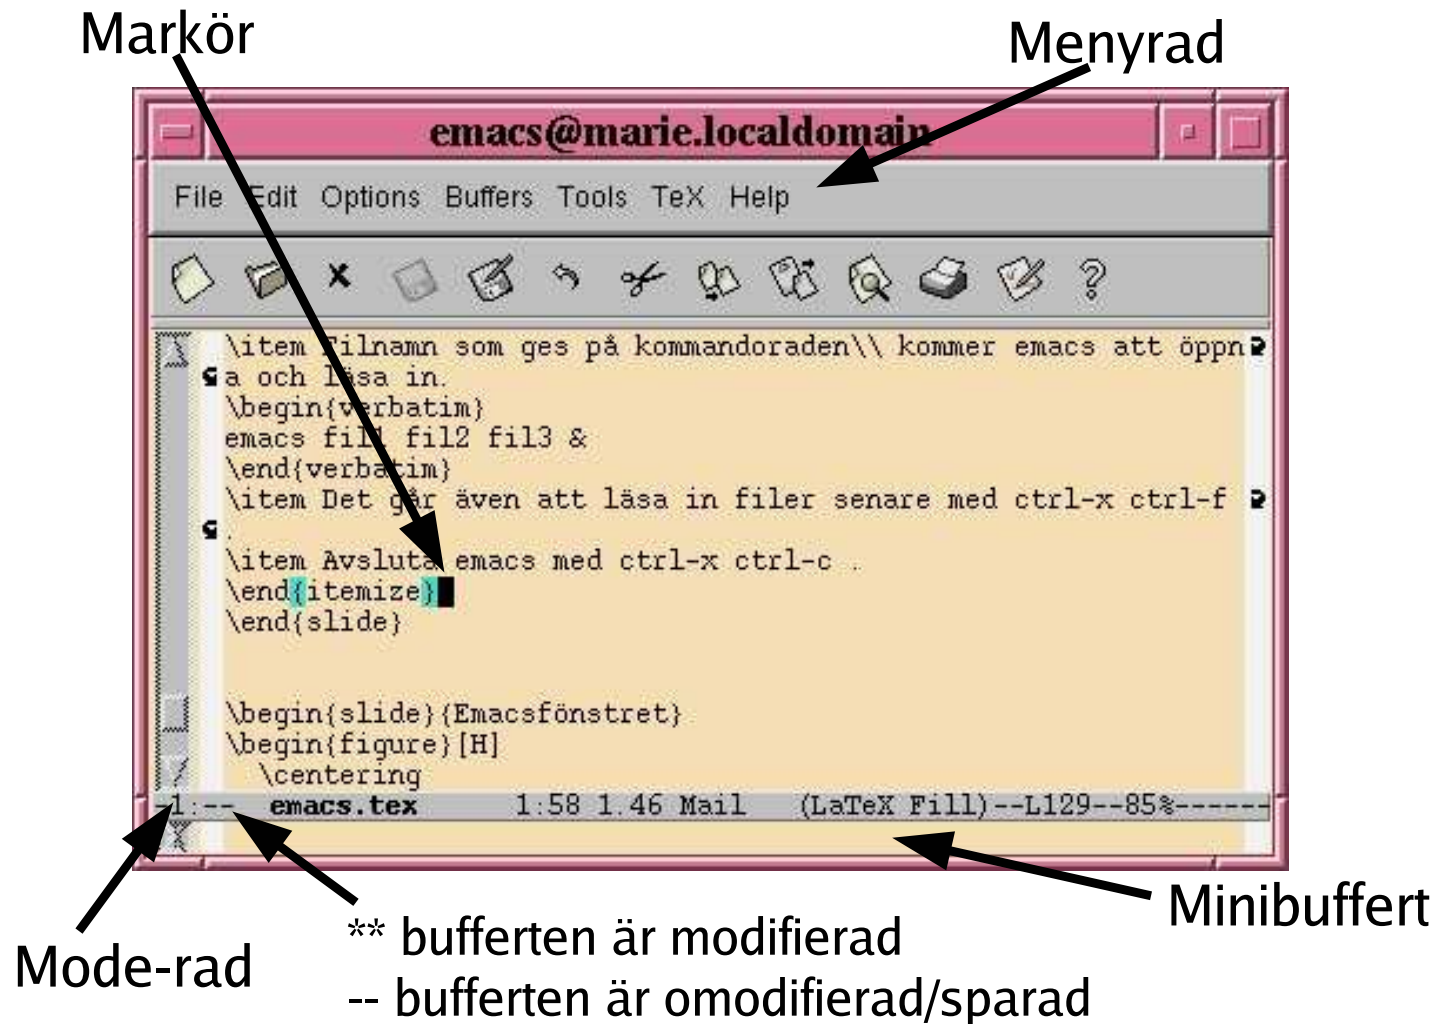 Markör
Menyrad
emacs@marie.localdomain
File Edit Options Buffers Tools TeX Help
\item Filnamn som ges på kommandoraden\\ kommer emacs att öppn
a och läsa in.
\begin{verbatim}
emacs fil1 fil2 fil3 &
\end{verbatim}
\item Det går även att läsa in filer senare med ctrl-x ctrl-f
.
\item Avsluta emacs med ctrl-x ctrl-c .
\end{itemize}
\end{slide}
\begin{slide}{Emacsfönstret}
\begin{figure}[H]
\centering
-1:-- emacs.tex 1:58 1.46 Mail (LaTeX Fill)--L129--85%------
Minibuffert
Mode-rad
** bufferten är modifierad
-- bufferten är omodifierad/sparad